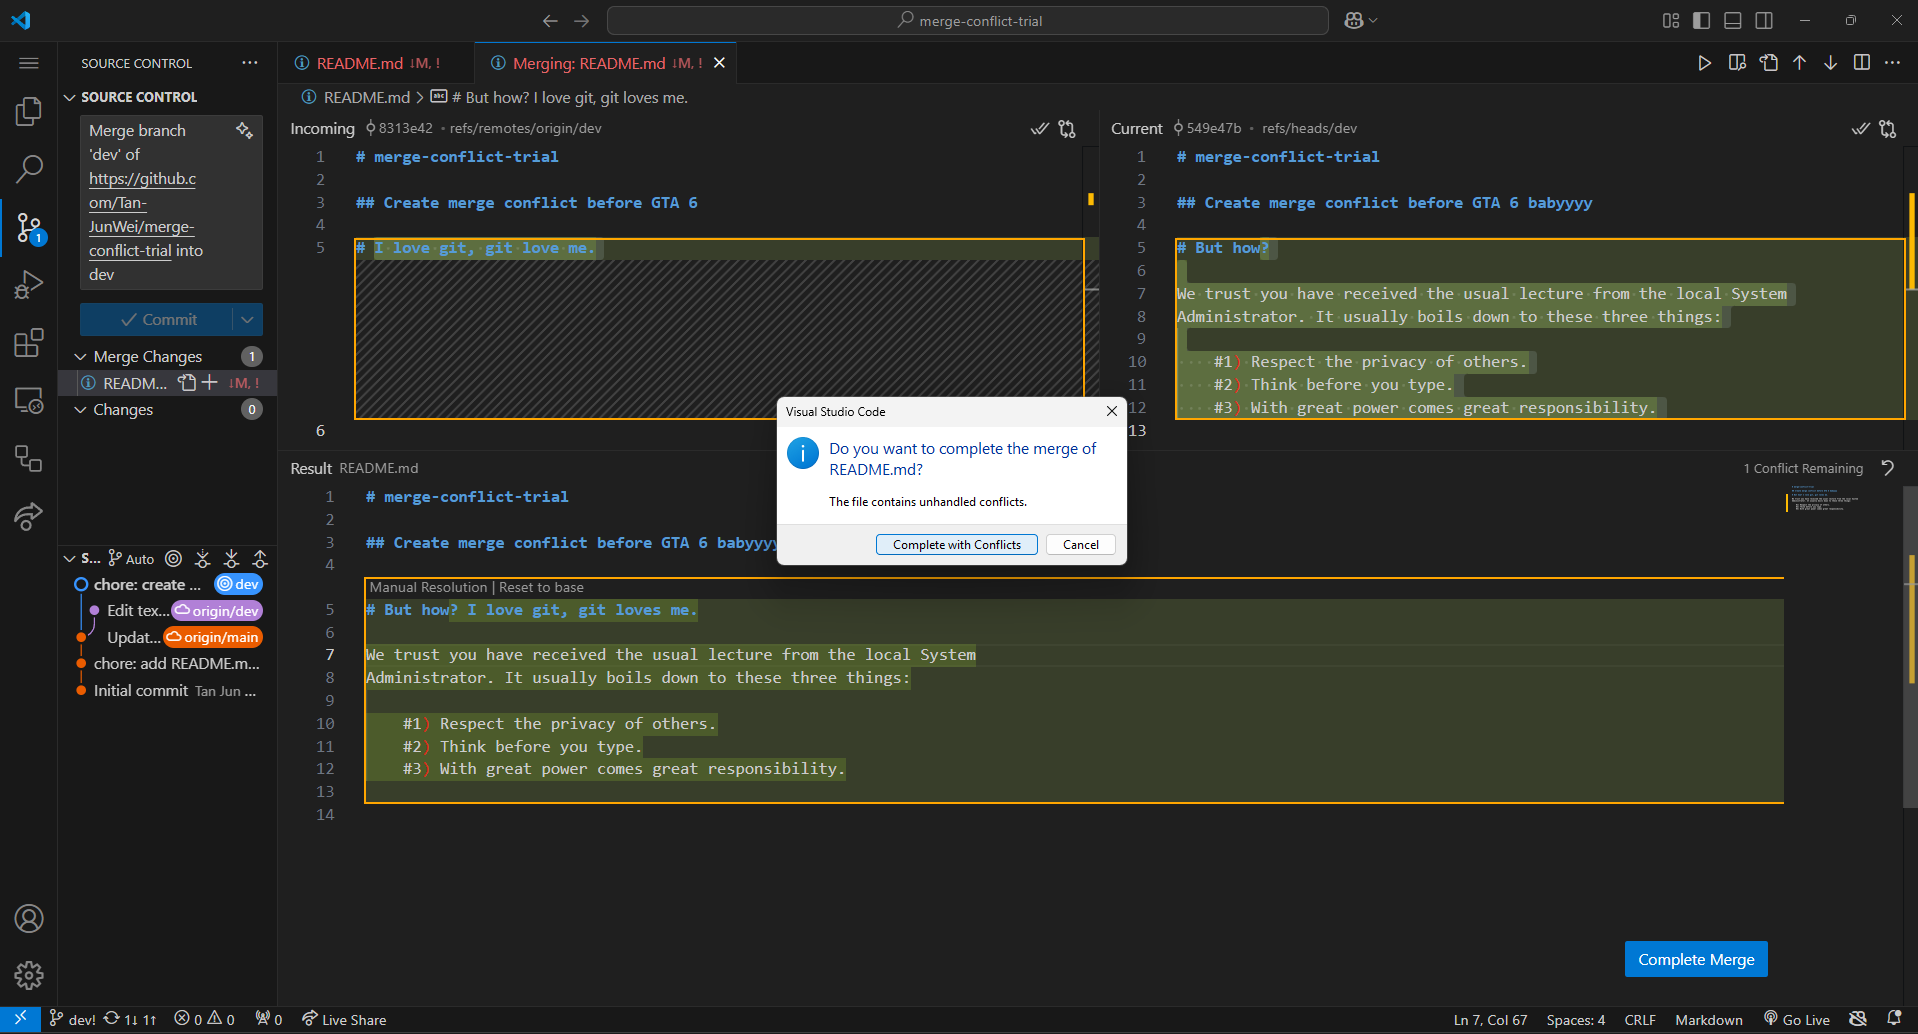 merge-conflict-trial
SOURCE CONTROL
README.md ↓M, !
Merging: README.md ↓M, !
SOURCE CONTROL
README.md > # But how? I love git, git loves me.
Merge branch
'dev' of
https://github.c
om/Tan-
JunWei/merge-
conflict-trial into
dev
Commit
Merge Changes 1
READM... ↓M, !
Changes 0
Incoming 8313e42 • refs/remotes/origin/dev
1 # merge-conflict-trial
2
3 ## Create merge conflict before GTA 6
4
5 # I love git, git love me.
6
Current 549e47b • refs/heads/dev
1 # merge-conflict-trial
2
3 ## Create merge conflict before GTA 6 babyyyy
4
5 # But how?
6
7 We trust you have received the usual lecture from the local System
8 Administrator. It usually boils down to these three things:
9
10 #1) Respect the privacy of others.
11 #2) Think before you type.
12 #3) With great power comes great responsibility.
13
Visual Studio Code
Do you want to complete the merge of
README.md?
The file contains unhandled conflicts.
Complete with Conflicts
Cancel
Result README.md
1 Conflict Remaining
1 # merge-conflict-trial
2
3 ## Create merge conflict before GTA 6 babyyyy
4
Manual Resolution | Reset to base
5 # But how? I love git, git loves me.
6
7 We trust you have received the usual lecture from the local System
8 Administrator. It usually boils down to these three things:
9
10 #1) Respect the privacy of others.
11 #2) Think before you type.
12 #3) With great power comes great responsibility.
13
14
S... Auto
chore: create ... dev
Edit tex... origin/dev
Updat... origin/main
chore: add README.m...
Initial commit Tan Jun ...
1
Complete Merge
dev! 1↓ 1↑ 0 0 0 Live Share
Ln 7, Col 67 Spaces: 4 CRLF Markdown Go Live